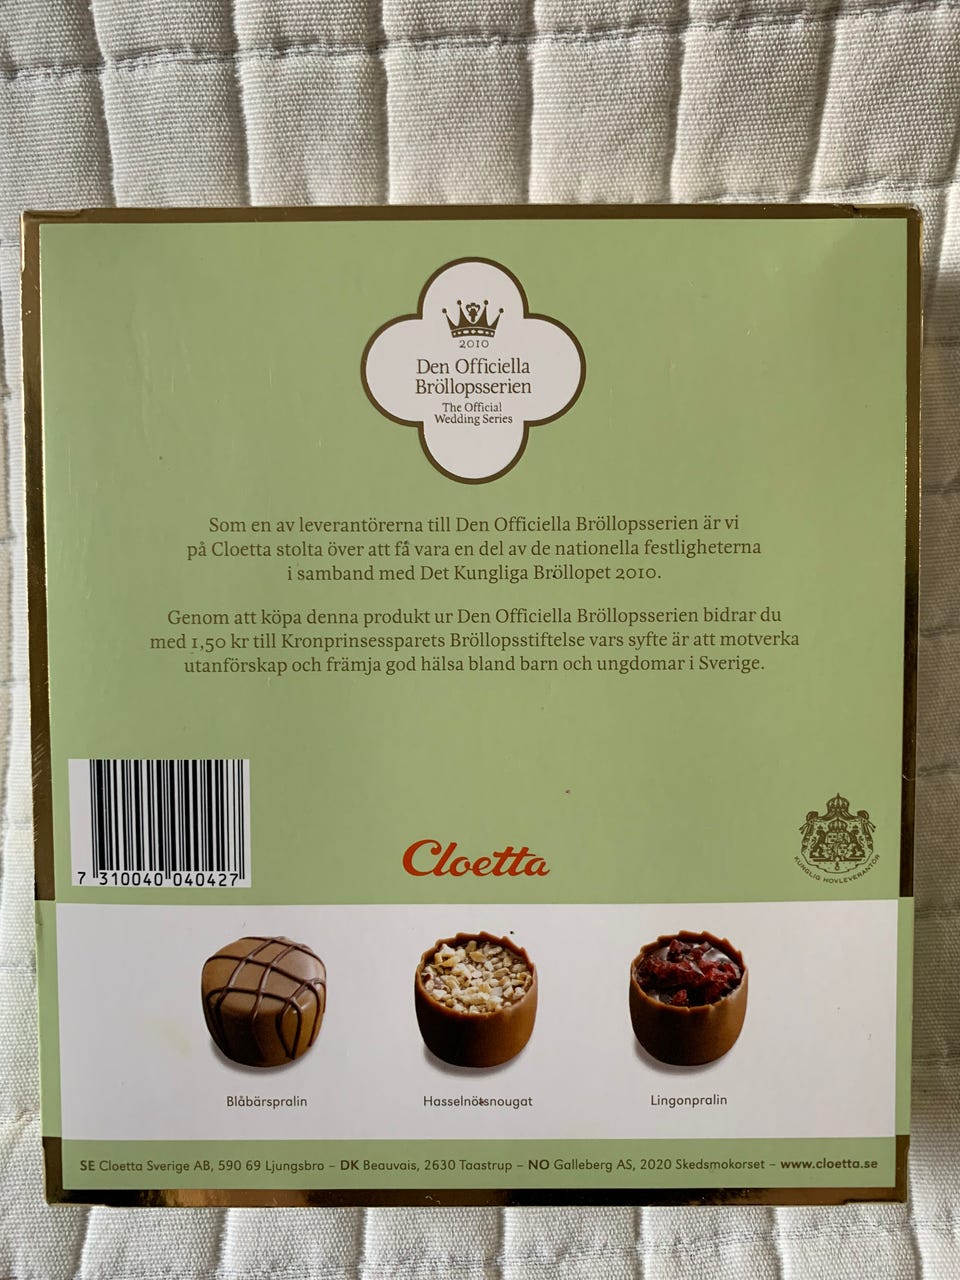 2010
Den Officiella
Bröllopsserien
The Official
Wedding Series
Som en av leverantörerna till Den Officiella Bröllopsserien är vi
på Cloetta stolta över att få vara en del av de nationella festligheterna
i samband med Det Kungliga Bröllopet 2010.
Genom att köpa denna produkt ur Den Officiella Bröllopsserien bidrar du
med 1,50 kr till Kronprinsessparets Bröllopsstiftelse vars syfte är att motverka
utanförskap och främja god hälsa bland barn och ungdomar i Sverige.
7 310040 040427
Cloetta
KUNGLIG HOVLEVERANTÖR
Blåbärspralin
Hasselnötsnougat
Lingonpralin
SE Cloetta Sverige AB, 590 69 Ljungsbro – DK Beauvais, 2630 Taastrup – NO Galleberg AS, 2020 Skedsmokorset – www.cloetta.se